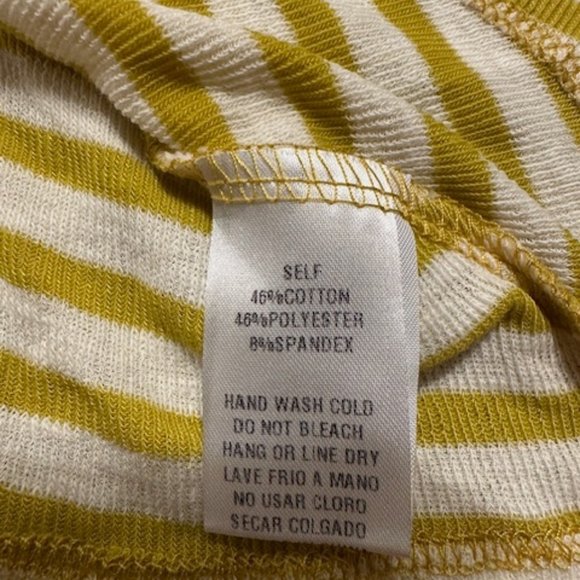 SELF
46%COTTON
46%POLYESTER
8%SPANDEX
HAND WASH COLD
DO NOT BLEACH
HANG OR LINE DRY
LAVE FRIO A MANO
NO USAR CLORO
SECAR COLGADO